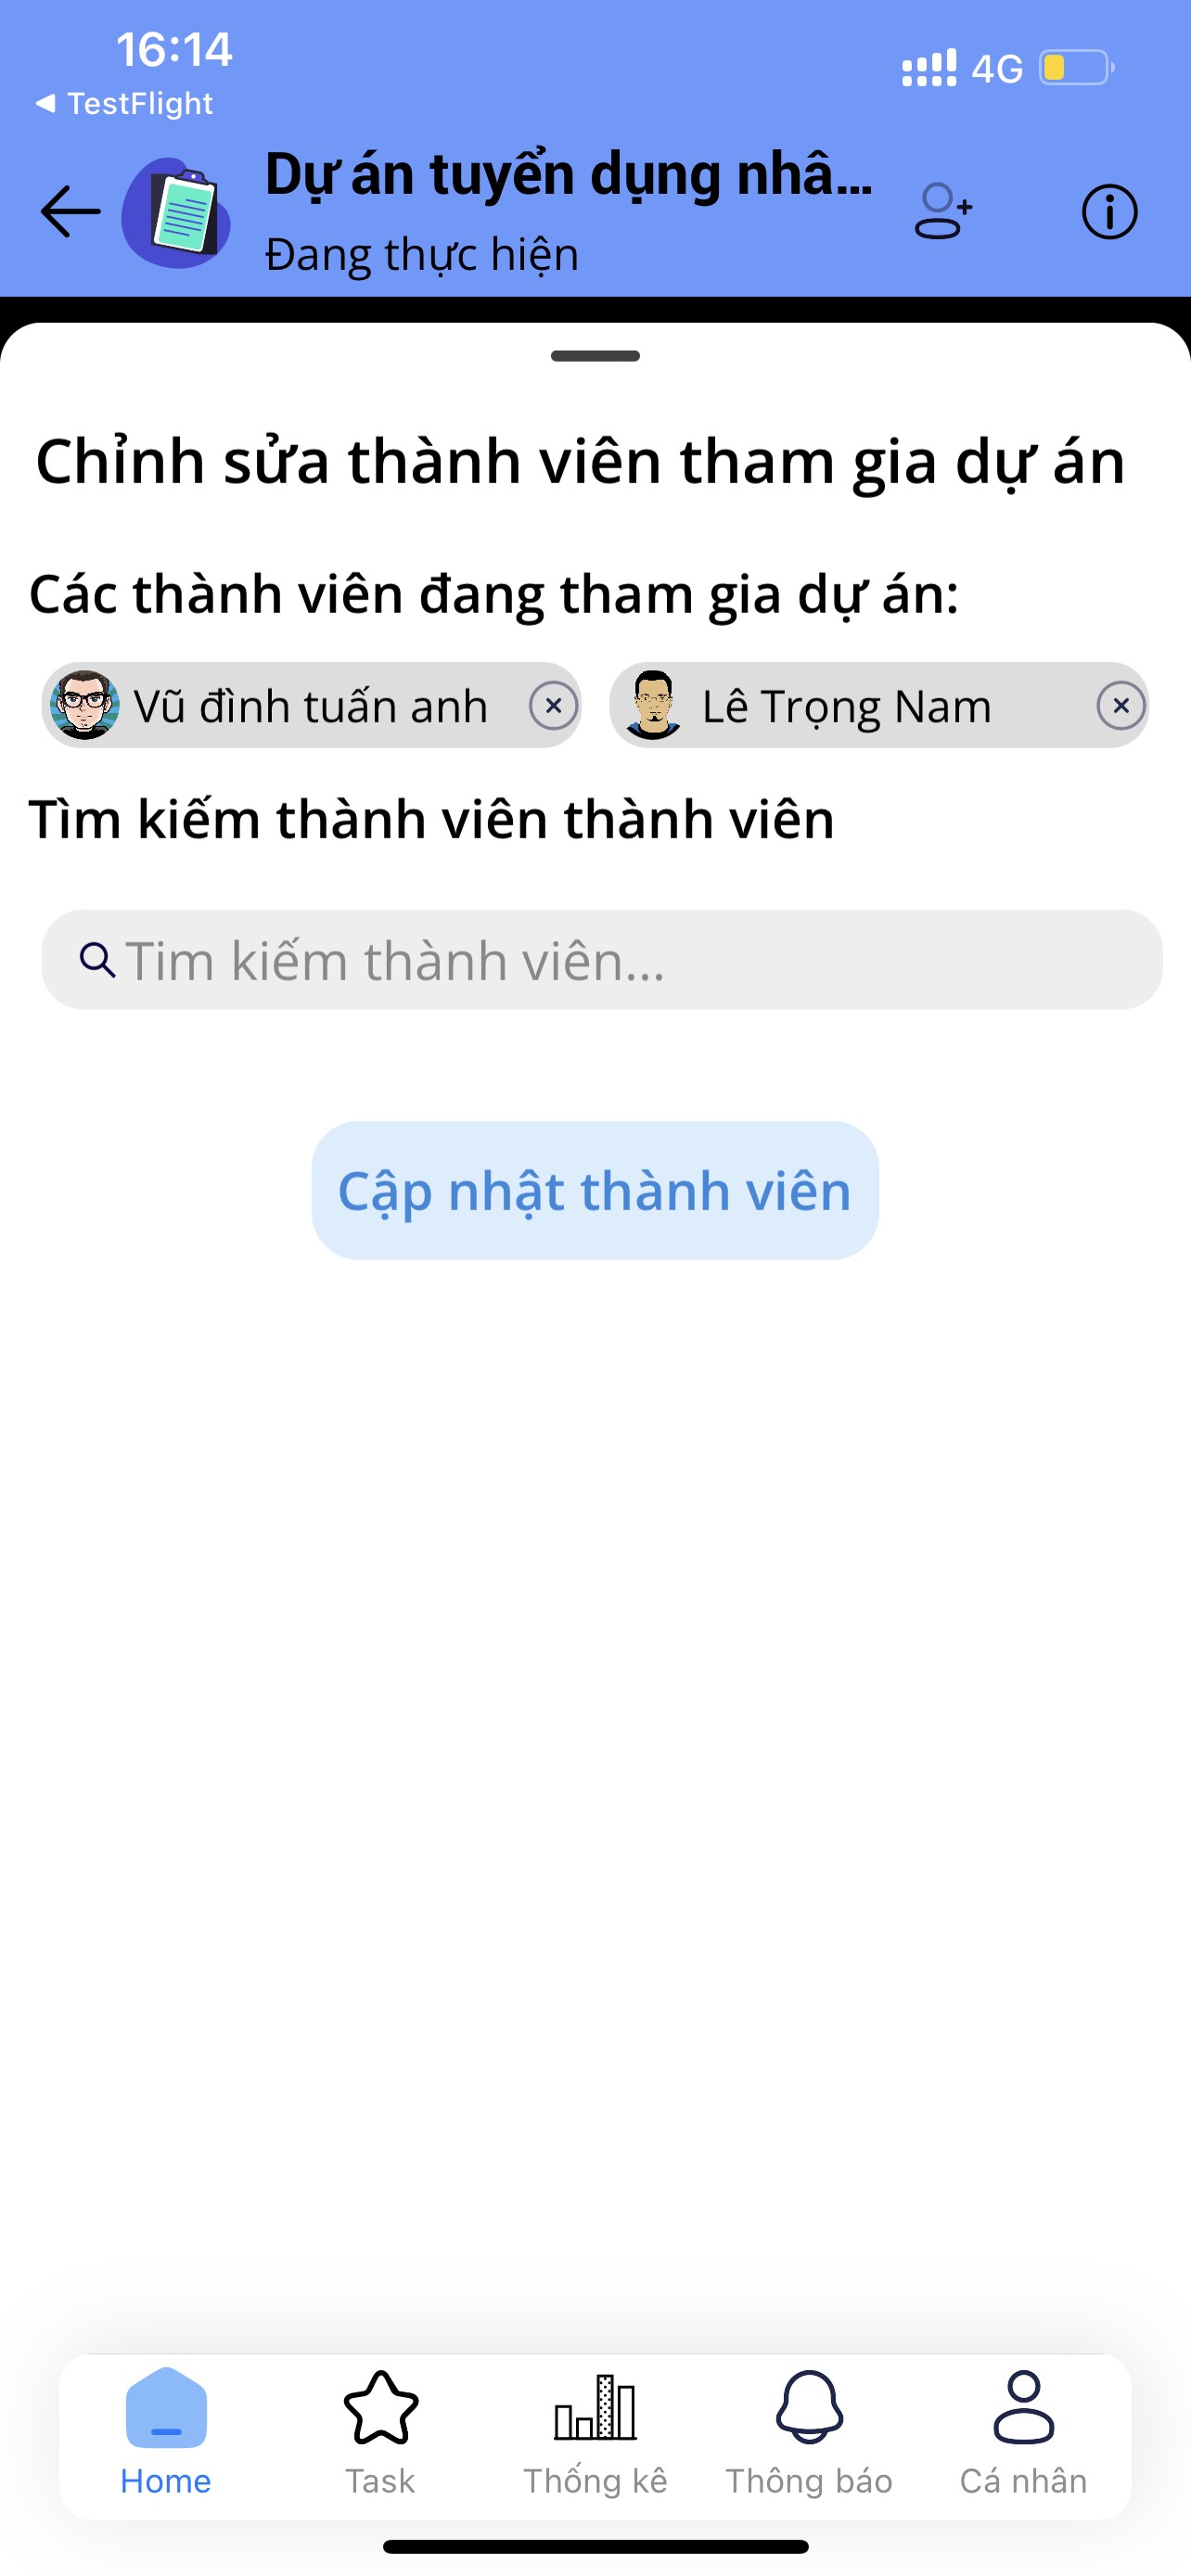 16:14
4G
◀ TestFlight
Dự án tuyển dụng nhâ...
Đang thực hiện
Chỉnh sửa thành viên tham gia dự án
Các thành viên đang tham gia dự án:
Vũ đình tuấn anh
Lê Trọng Nam
Tìm kiếm thành viên thành viên
Tim kiếm thành viên...
Cập nhật thành viên
Home
Task
Thống kê
Thông báo
Cá nhân